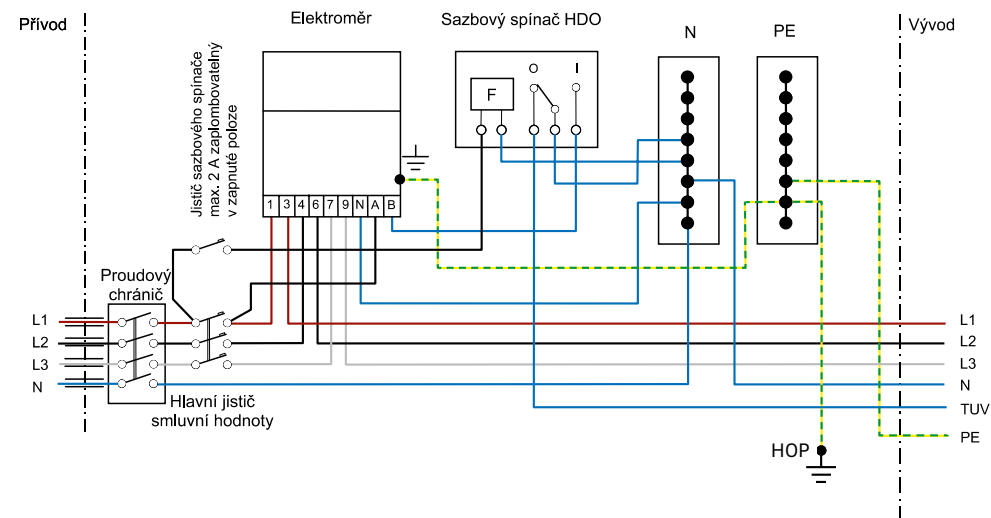 Přívod
Elektroměr
Sazbový spínač HDO
N
PE
Vývod
Jistič sazbového spínače
max. 2 A zaplombovatelný
v zapnuté poloze
F
O
I
1 3 4 6 7 9 N A B
Proudový
chránič
L1
L2
L3
N
Hlavní jistič
smluvní hodnoty
L1
L2
L3
N
TUV
PE
HOP